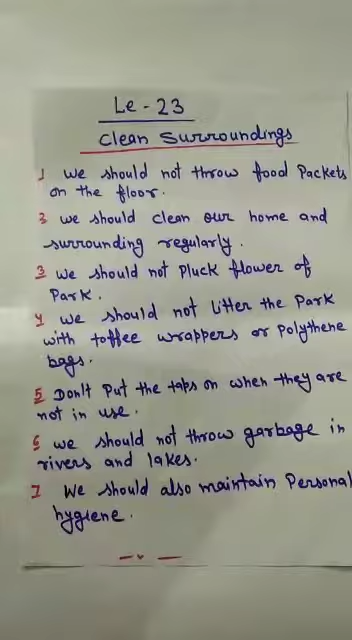 Le - 23
Clean Surroundings
1 We should not throw food Packets
on the floor.
2 we should clean our home and
surrounding regularly.
3 we should not Pluck flower of
Park.
4 we should not litter the Park
with toffee wrappers or Polythene
bags.
5 Don't Put the taps on when they are
not in use.
6 we should not throw garbage in
rivers and lakes.
7 We should also maintain Personal
hygiene.